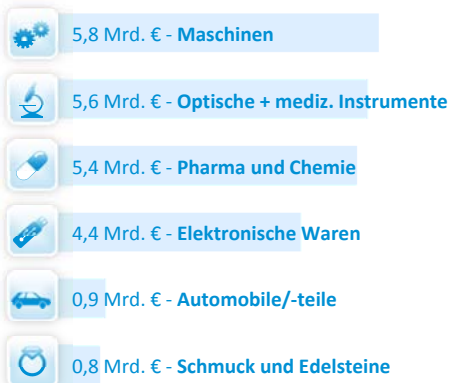 5,8 Mrd. € - Maschinen
5,6 Mrd. € - Optische + mediz. Instrumente
5,4 Mrd. € - Pharma und Chemie
4,4 Mrd. € - Elektronische Waren
0,9 Mrd. € - Automobile/-teile
0,8 Mrd. € - Schmuck und Edelsteine